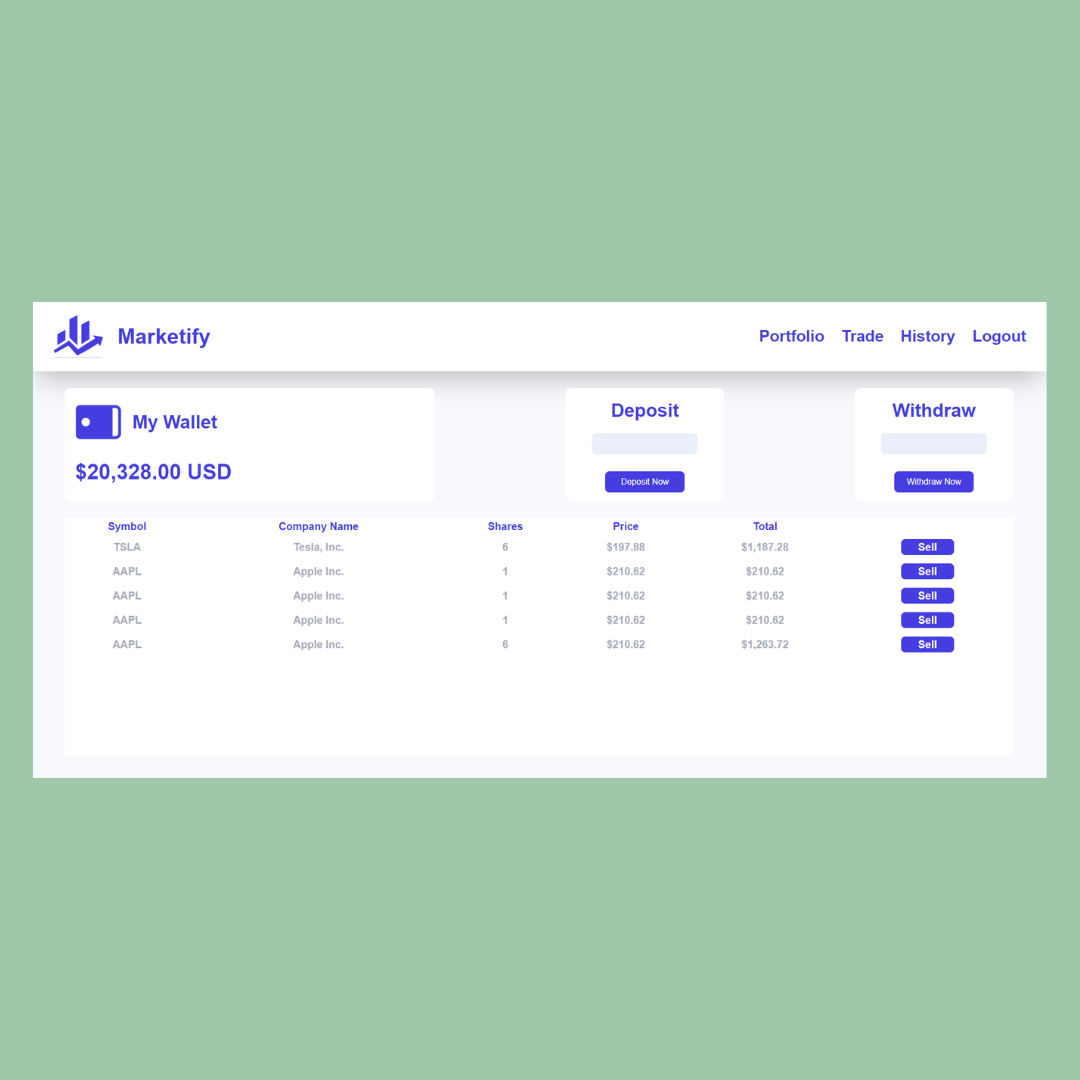 Marketify Portfolio Trade History Logout
My Wallet
$20,328.00 USD
Deposit
Deposit Now
Withdraw
Withdraw Now
Symbol Company Name Shares Price Total
TSLA Tesla, Inc. 6 $197.88 $1,187.28 Sell
AAPL Apple Inc. 1 $210.62 $210.62 Sell
AAPL Apple Inc. 1 $210.62 $210.62 Sell
AAPL Apple Inc. 1 $210.62 $210.62 Sell
AAPL Apple Inc. 6 $210.62 $1,263.72 Sell